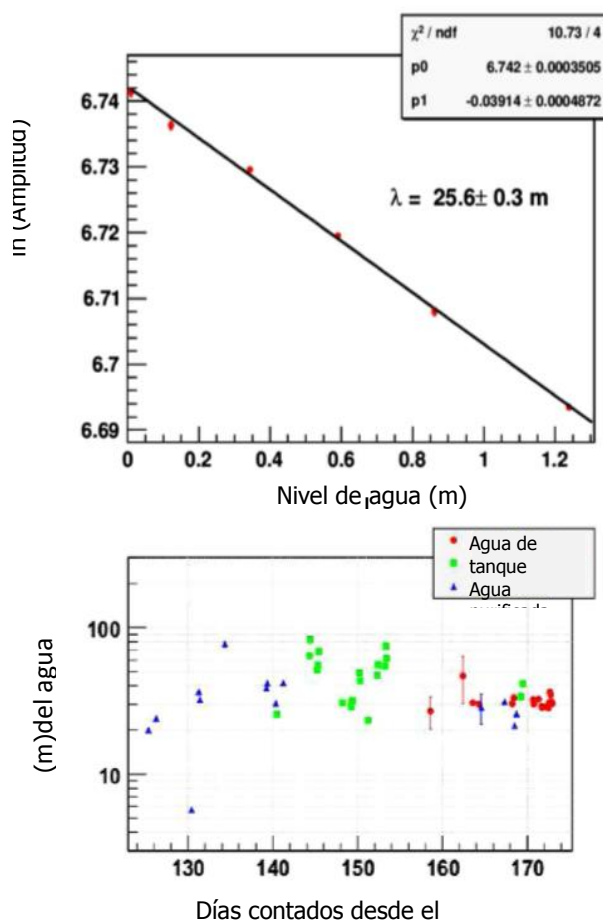 χ² / ndf 10.73 / 4
p0 6.742 ± 0.0003505
p1 -0.03914 ± 0.0004872
λ = 25.6± 0.3 m
6.74
6.73
6.72
6.71
6.7
6.69
0 0.2 0.4 0.6 0.8 1 1.2
ln (Amplitud)
Nivel de agua (m)
Agua de
tanque
Agua
100
10
(m)del agua
130 140 150 160 170
Días contados desde el